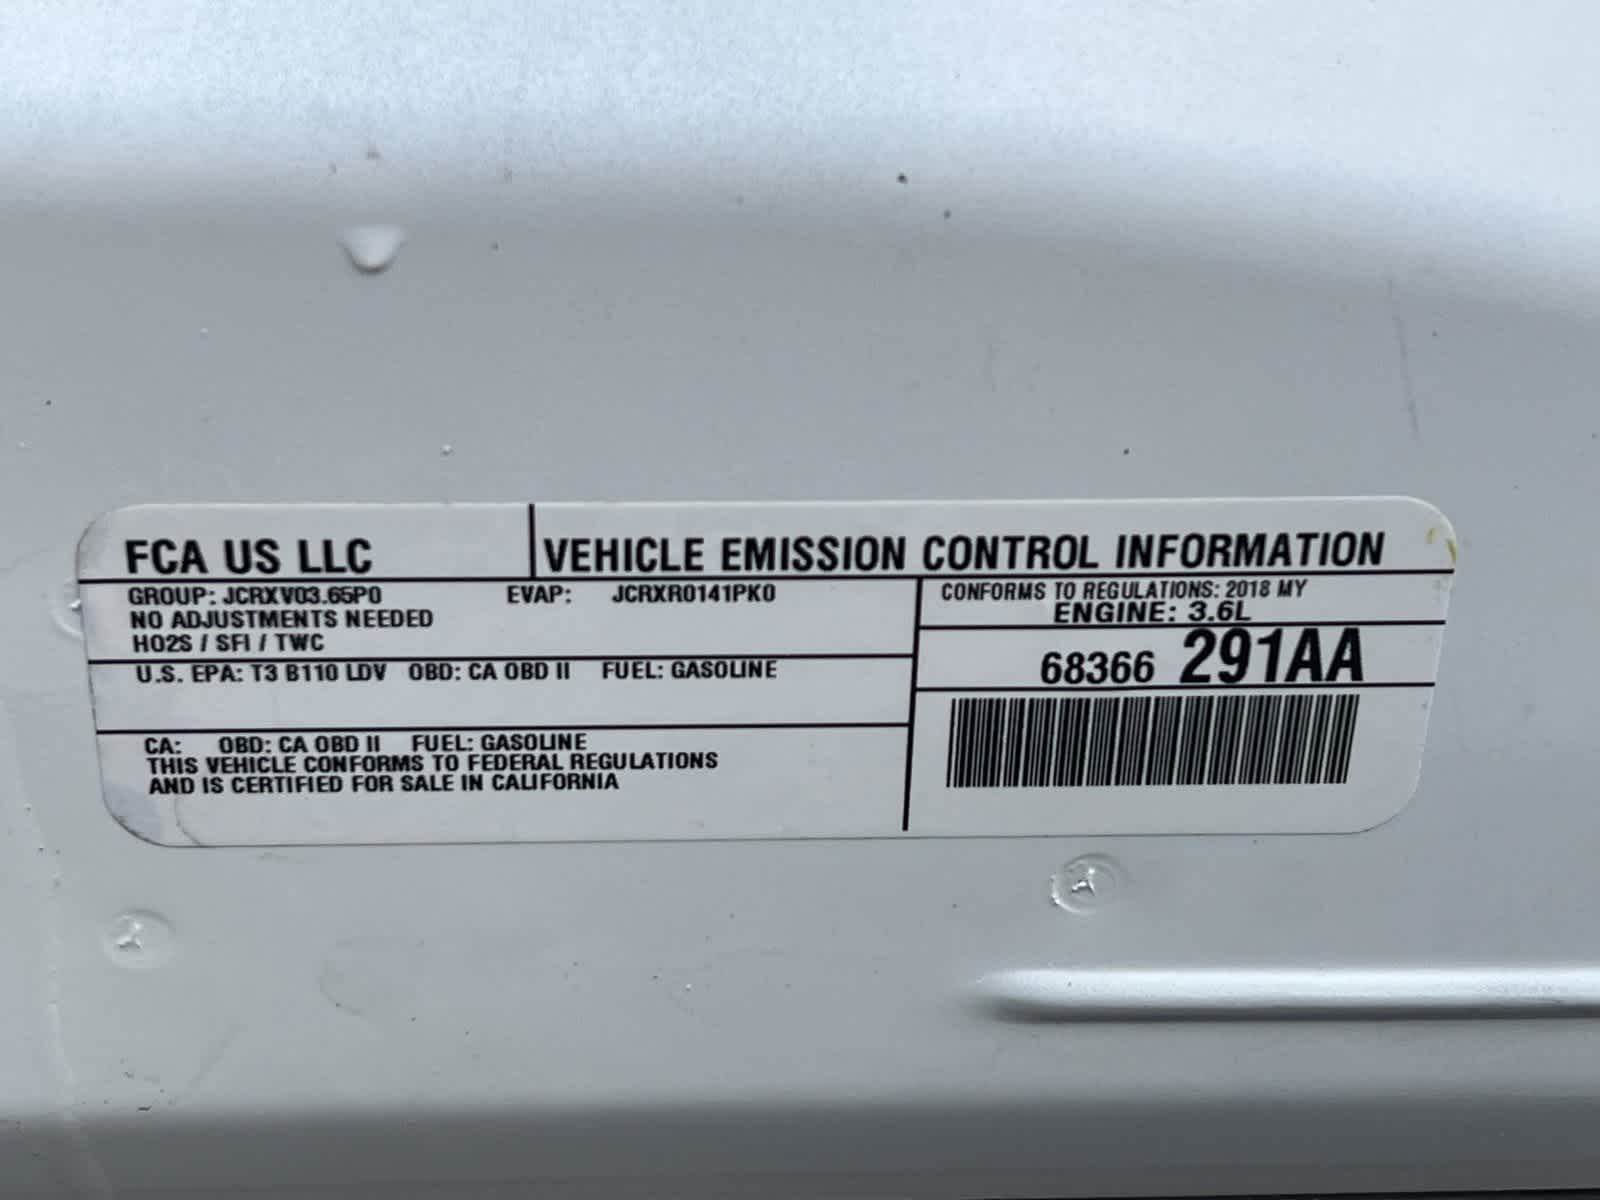 FCA US LLC
VEHICLE EMISSION CONTROL INFORMATION
GROUP: JCRXV03.65P0 EVAP: JCRXR0141PK0
NO ADJUSTMENTS NEEDED
HO2S / SFI / TWC
CONFORMS TO REGULATIONS: 2018 MY
ENGINE: 3.6L
68366 291AA
U.S. EPA: T3 B110 LDV OBD: CA OBD II FUEL: GASOLINE
CA: OBD: CA OBD II FUEL: GASOLINE
THIS VEHICLE CONFORMS TO FEDERAL REGULATIONS
AND IS CERTIFIED FOR SALE IN CALIFORNIA